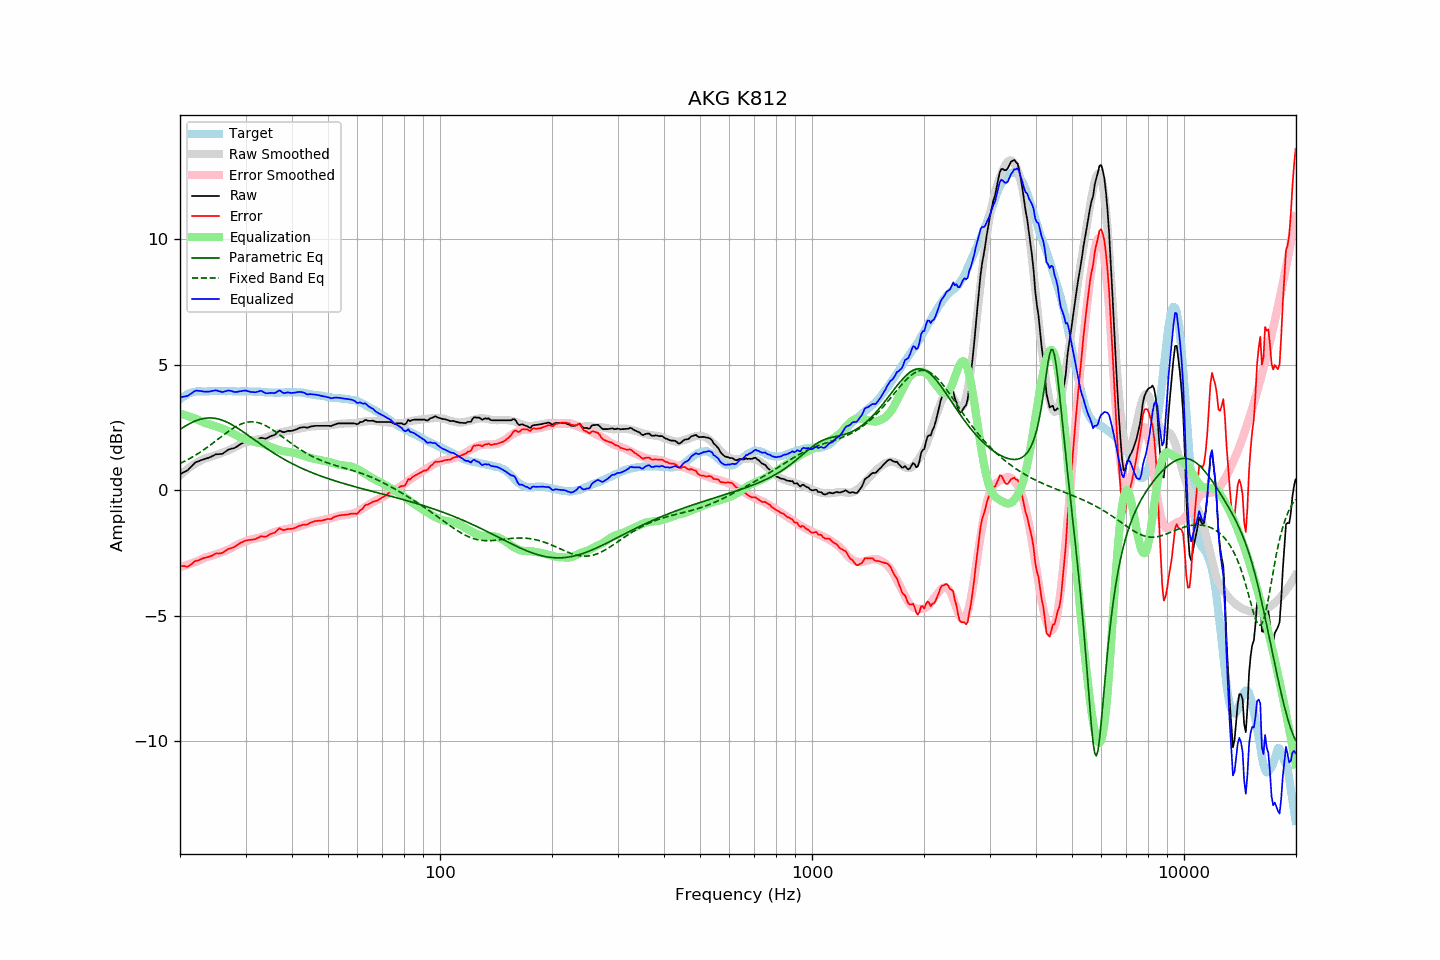 AKG K812
Target
Raw Smoothed
Error Smoothed
Raw
Error
Equalization
Parametric Eq
Fixed Band Eq
Equalized
10
5
0
−5
−10
Amplitude (dBr)
100
1000
10000
Frequency (Hz)